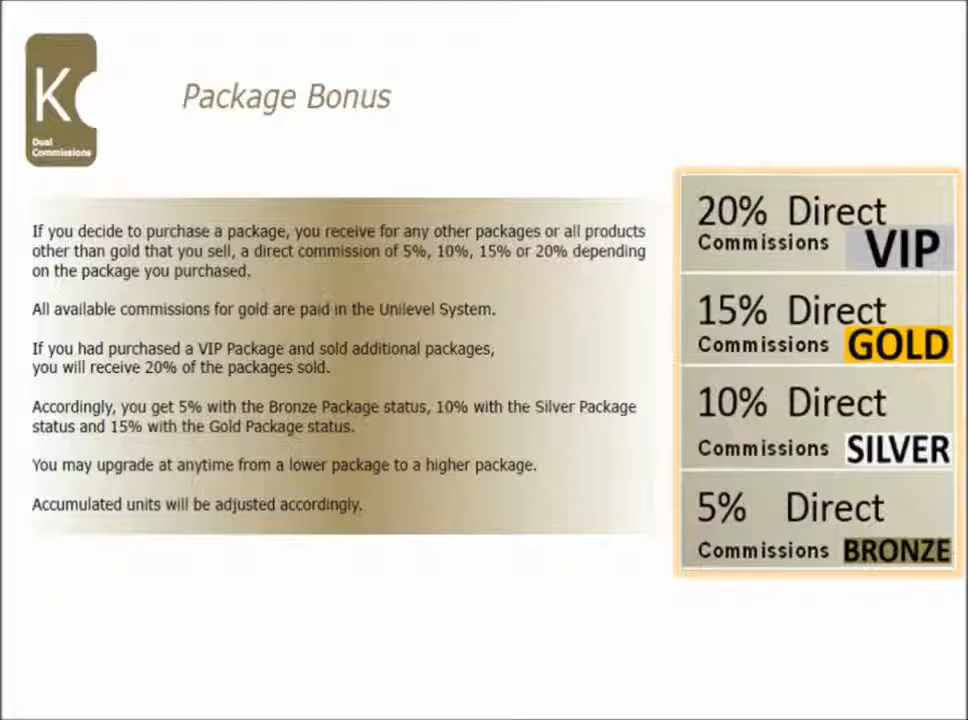 K
Dual
Commissions
Package Bonus
If you decide to purchase a package, you receive for any other packages or all products
other than gold that you sell, a direct commission of 5%, 10%, 15% or 20% depending
on the package you purchased.
All available commissions for gold are paid in the Unilevel System.
If you had purchased a VIP Package and sold additional packages,
you will receive 20% of the packages sold.
Accordingly, you get 5% with the Bronze Package status, 10% with the Silver Package
status and 15% with the Gold Package status.
You may upgrade at anytime from a lower package to a higher package.
Accumulated units will be adjusted accordingly.
20% Direct
Commissions VIP
15% Direct
Commissions GOLD
10% Direct
Commissions SILVER
5% Direct
Commissions BRONZE